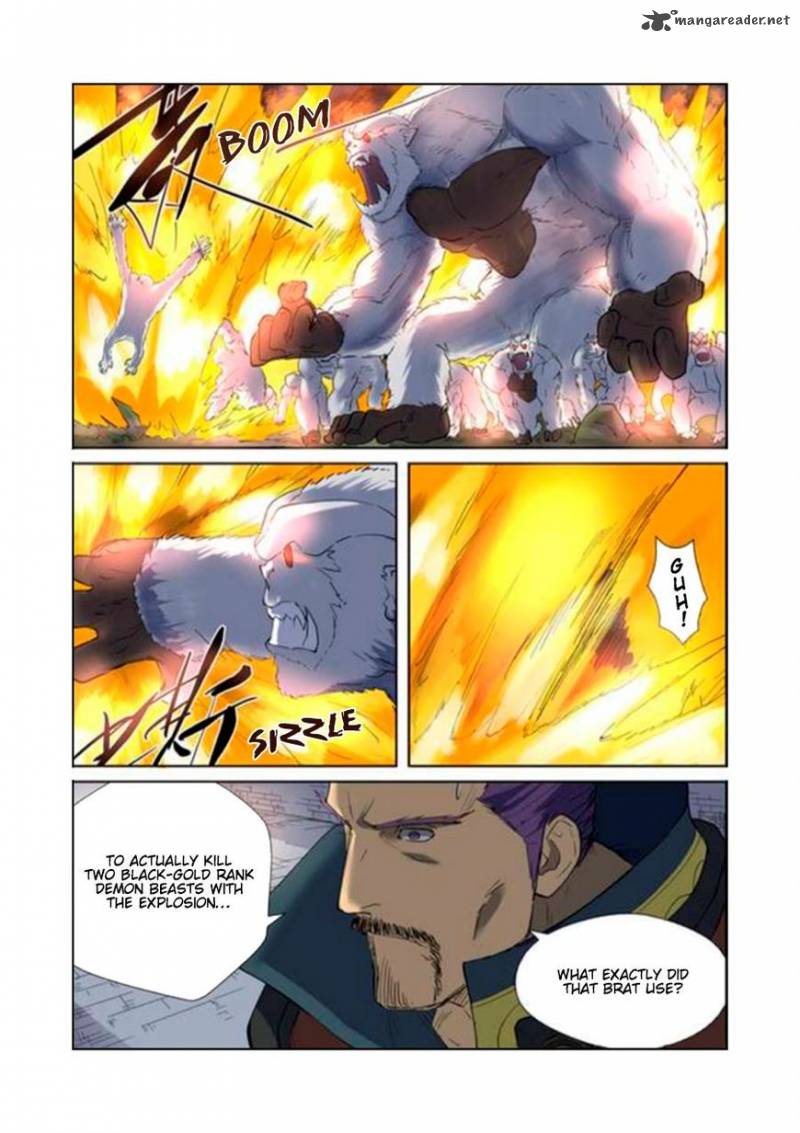 mangareader.net
BOOM
GUH!
SIZZLE
TO ACTUALLY KILL
TWO BLACK-GOLD RANK
DEMON BEASTS WITH
THE EXPLOSION...
WHAT EXACTLY DID
THAT BRAT USE?